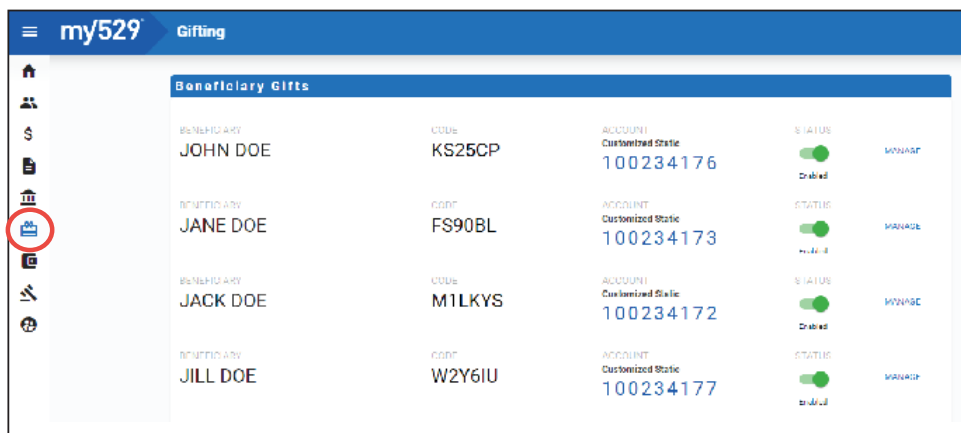 my529 Gifting
Beneficiary Gifts
BENEFICIARY CODE ACCOUNT STATUS
JOHN DOE KS25CP Customized Static MANAGE
100234176
Enabled
BENEFICIARY CODE ACCOUNT STATUS
JANE DOE FS90BL Customized Static MANAGE
100234173
Enabled
BENEFICIARY CODE ACCOUNT STATUS
JACK DOE M1LKYS Customized Static MANAGE
100234172
Enabled
BENEFICIARY CODE ACCOUNT STATUS
JILL DOE W2Y6IU Customized Static MANAGE
100234177
Enabled